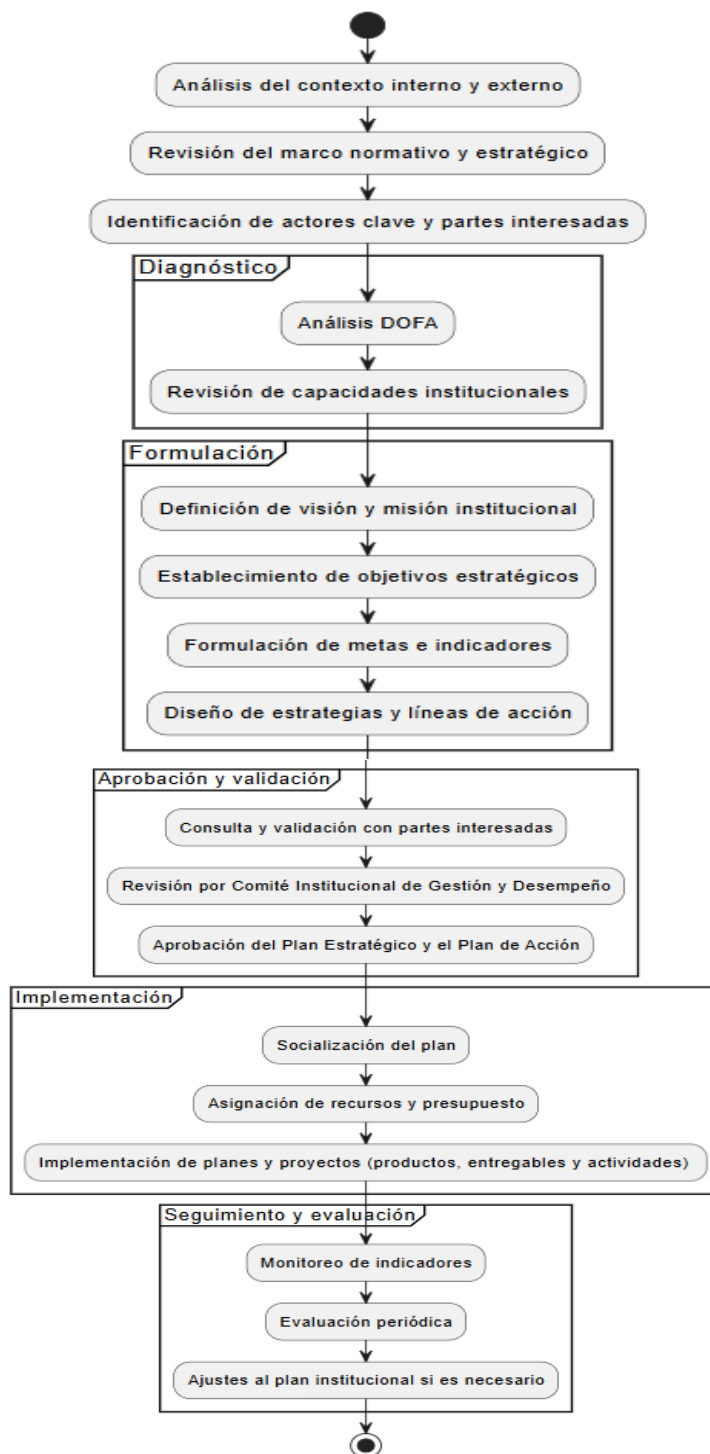 Análisis del contexto interno y externo
Revisión del marco normativo y estratégico
Identificación de actores clave y partes interesadas
Diagnóstico
Análisis DOFA
Revisión de capacidades institucionales
Formulación
Definición de visión y misión institucional
Establecimiento de objetivos estratégicos
Formulación de metas e indicadores
Diseño de estrategias y líneas de acción
Aprobación y validación
Consulta y validación con partes interesadas
Revisión por Comité Institucional de Gestión y Desempeño
Aprobación del Plan Estratégico y el Plan de Acción
Implementación
Socialización del plan
Asignación de recursos y presupuesto
Implementación de planes y proyectos (productos, entregables y actividades)
Seguimiento y evaluación
Monitoreo de indicadores
Evaluación periódica
Ajustes al plan institucional si es necesario